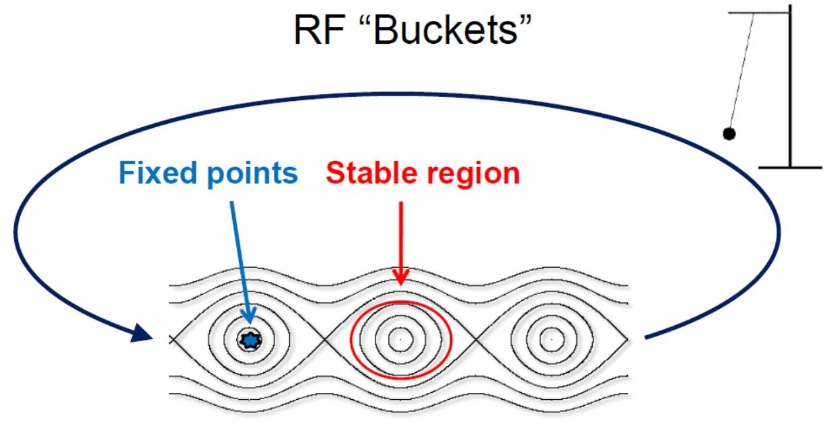 RF “Buckets”
Fixed points
Stable region